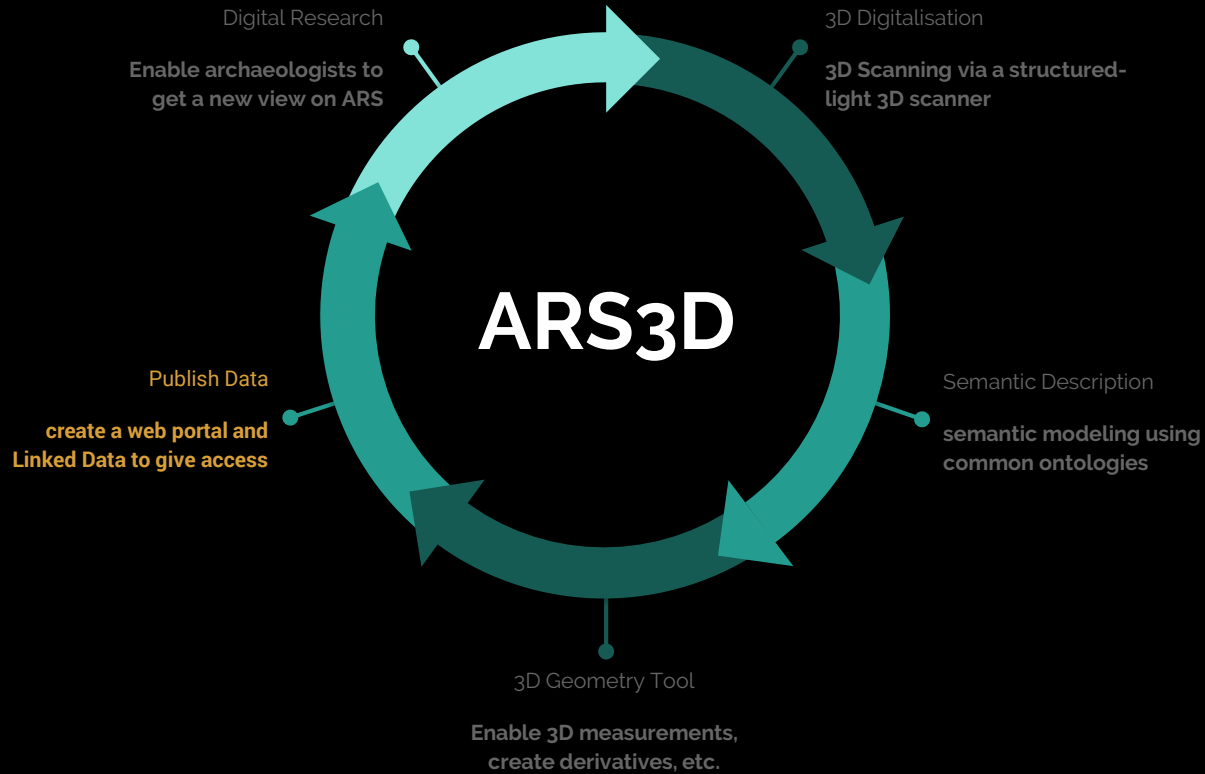 Digital Research
Enable archaeologists to
get a new view on ARS
3D Digitalisation
3D Scanning via a structured-
light 3D scanner
ARS3D
Publish Data
create a web portal and
Linked Data to give access
Semantic Description
semantic modeling using
common ontologies
3D Geometry Tool
Enable 3D measurements,
create derivatives, etc.